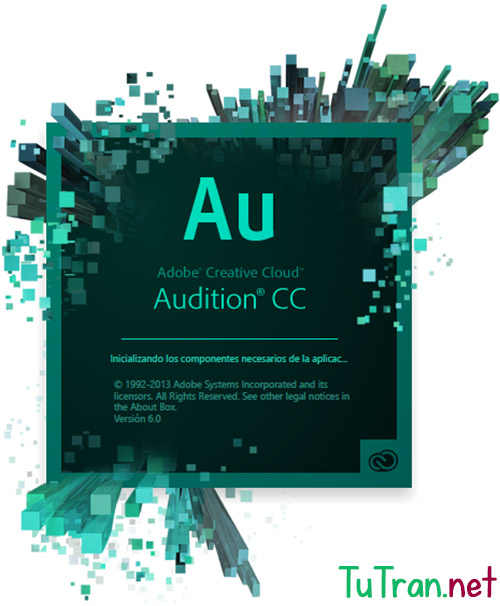 Au
Adobe® Creative Cloud™
Audition® CC
Inicializando los componentes necesarios de la aplicac...
© 1992-2013 Adobe Systems Incorporated and its
licensors. All Rights Reserved. See other legal notices in
the About Box.
Versión 6.0
TuTran.net